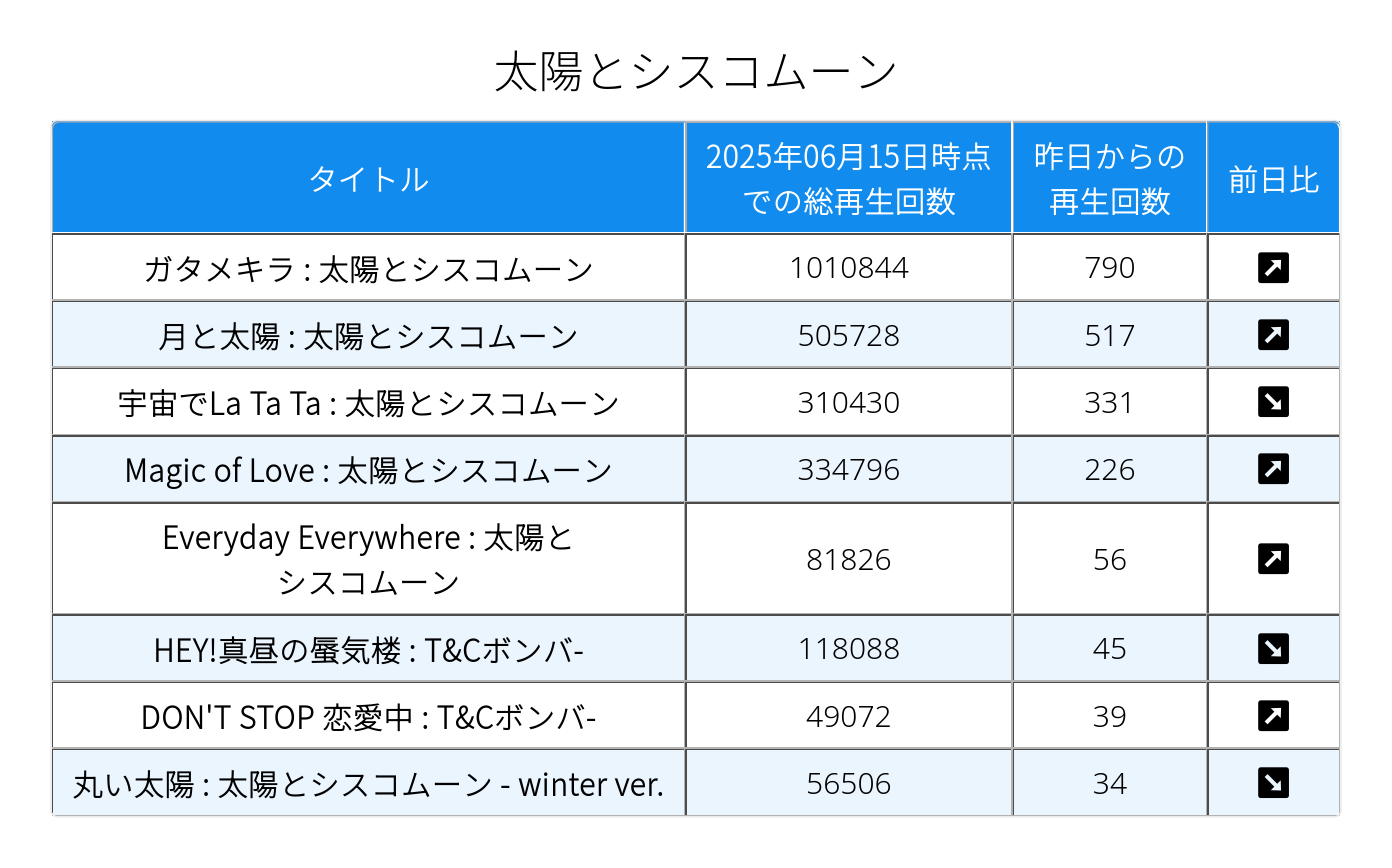 太陽とシスコムーン
タイトル 2025年06月15日時点での総再生回数 昨日からの再生回数 前日比
ガタメキラ : 太陽とシスコムーン 1010844 790 ↗
月と太陽 : 太陽とシスコムーン 505728 517 ↗
宇宙でLa Ta Ta : 太陽とシスコムーン 310430 331 ↘
Magic of Love : 太陽とシスコムーン 334796 226 ↗
Everyday Everywhere : 太陽と
シスコムーン 81826 56 ↗
HEY!真昼の蜃気楼 : T&Cボンバ- 118088 45 ↘
DON'T STOP 恋愛中 : T&Cボンバ- 49072 39 ↗
丸い太陽 : 太陽とシスコムーン - winter ver. 56506 34 ↘